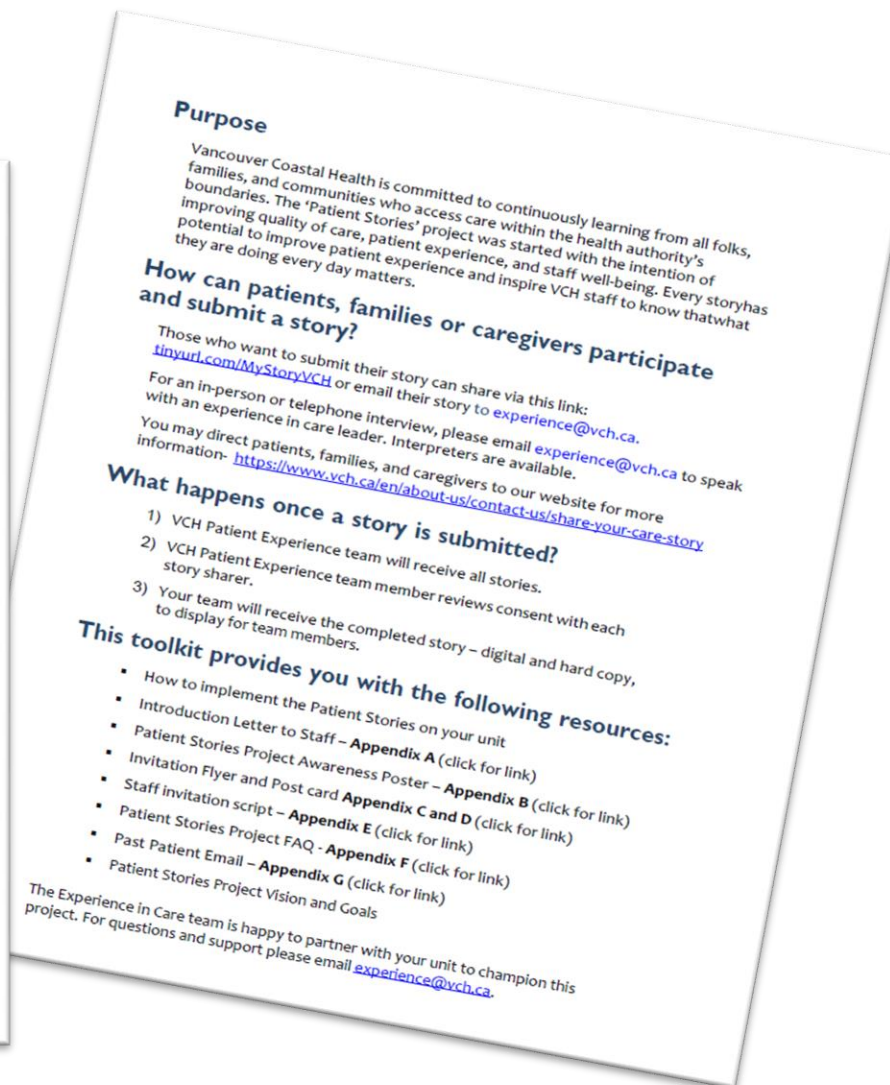 Purpose
Vancouver Coastal Health is committed to continuously learning from all folks,
families, and communities who access care within the health authority's
boundaries. The 'Patient Stories' project was started with the intention of
improving quality of care, patient experience, and staff well-being. Every storyhas
potential to improve patient experience and inspire VCH staff to know thatwhat
they are doing every day matters.
How can patients, families or caregivers participate
and submit a story?
Those who want to submit their story can share via this link:
tinyurl.com/MyStoryVCH or email their story to experience@vch.ca.
For an in-person or telephone interview, please email experience@vch.ca to speak
with an experience in care leader. Interpreters are available.
You may direct patients, families, and caregivers to our website for more
information- https://www.vch.ca/en/about-us/contact-us/share-your-care-story
What happens once a story is submitted?
1) VCH Patient Experience team will receive all stories.
2) VCH Patient Experience team member reviews consent with each
story sharer.
3) Your team will receive the completed story – digital and hard copy,
to display for team members.
This toolkit provides you with the following resources:
▪ How to implement the Patient Stories on your unit
▪ Introduction Letter to Staff – Appendix A (click for link)
▪ Patient Stories Project Awareness Poster – Appendix B (click for link)
▪ Invitation Flyer and Post card Appendix C and D (click for link)
▪ Staff invitation script – Appendix E (click for link)
▪ Patient Stories Project FAQ - Appendix F (click for link)
▪ Past Patient Email – Appendix G (click for link)
▪ Patient Stories Project Vision and Goals
The Experience in Care team is happy to partner with your unit to champion this
project. For questions and support please email experience@vch.ca.